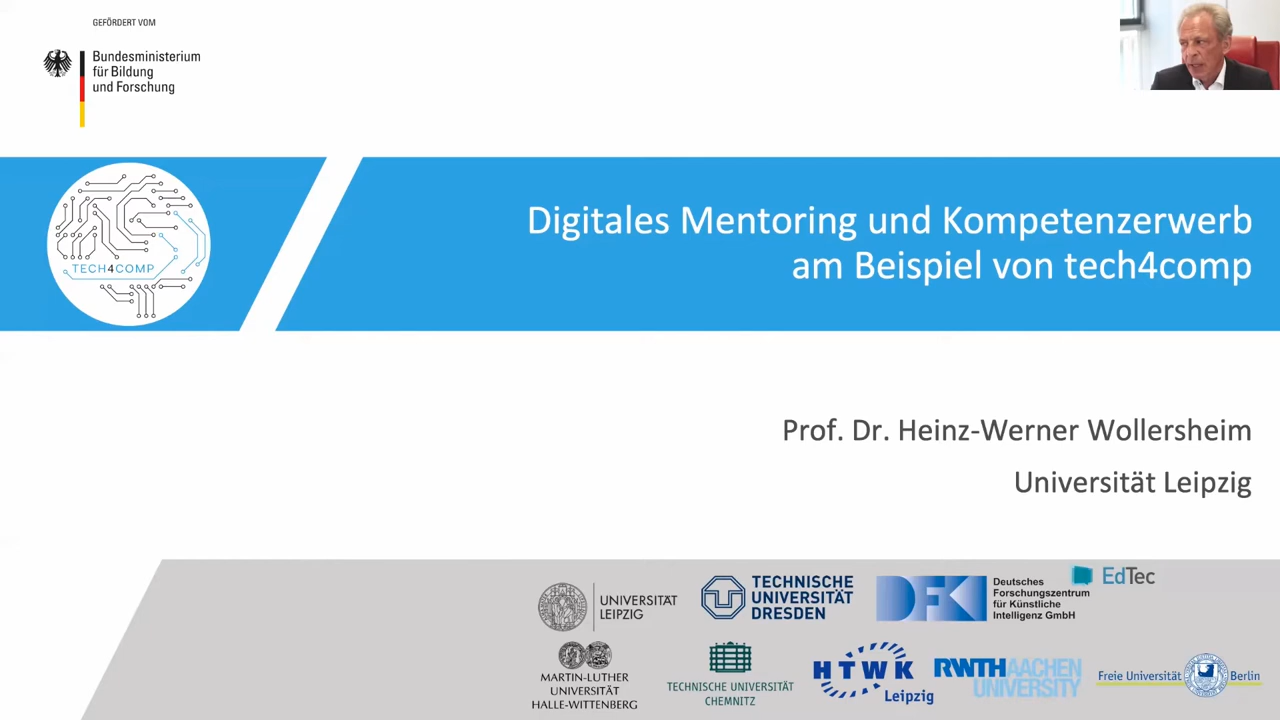 GEFÖRDERT VOM
Bundesministerium
für Bildung
und Forschung
TECH4COMP
Digitales Mentoring und Kompetenzerwerb
am Beispiel von tech4comp
Prof. Dr. Heinz-Werner Wollersheim
Universität Leipzig
UNIVERSITÄT
LEIPZIG
TECHNISCHE
UNIVERSITÄT
DRESDEN
DFKI
Deutsches
Forschungszentrum
für Künstliche
Intelligenz GmbH
EdTec
MARTIN-LUTHER
UNIVERSITÄT
HALLE-WITTENBERG
TECHNISCHE UNIVERSITÄT
CHEMNITZ
HTWK
Leipzig
RWTH AACHEN
UNIVERSITY
Freie Universität Berlin